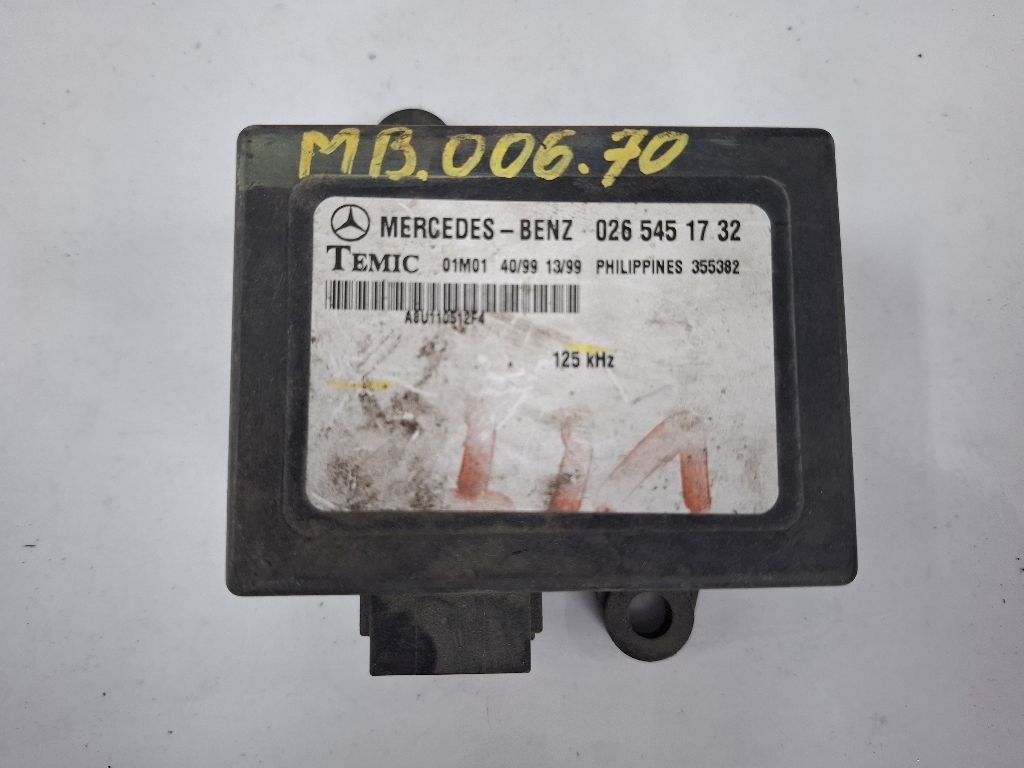 MB.006.70
MERCEDES-BENZ 026 545 17 32
TEMIC 01M01 40/99 13/99 PHILIPPINES 355382
A8U110512F4
125 kHz